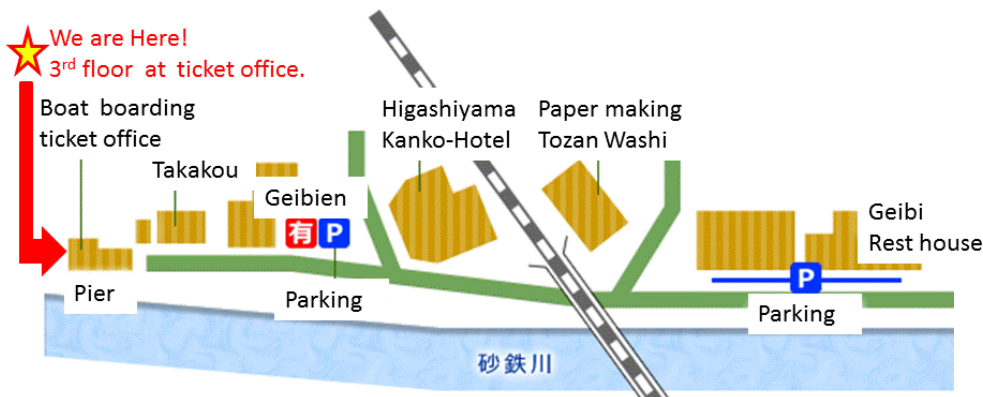 We are Here!
3rd floor at ticket office.
Boat boarding
ticket office
Takakou
Geibien
Higashiyama
Kanko-Hotel
Paper making
Tozan Washi
Geibi
Rest house
有 P
P
Pier
Parking
Parking
砂鉄川